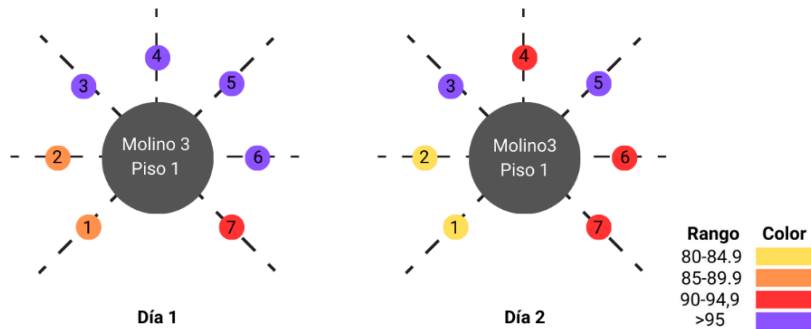 4
3
5
Molino 3
Piso 1
2
6
1
7
Día 1
4
3
5
Molino3
Piso 1
2
6
1
7
Día 2
Rango Color
80-84.9
85-89.9
90-94,9
>95